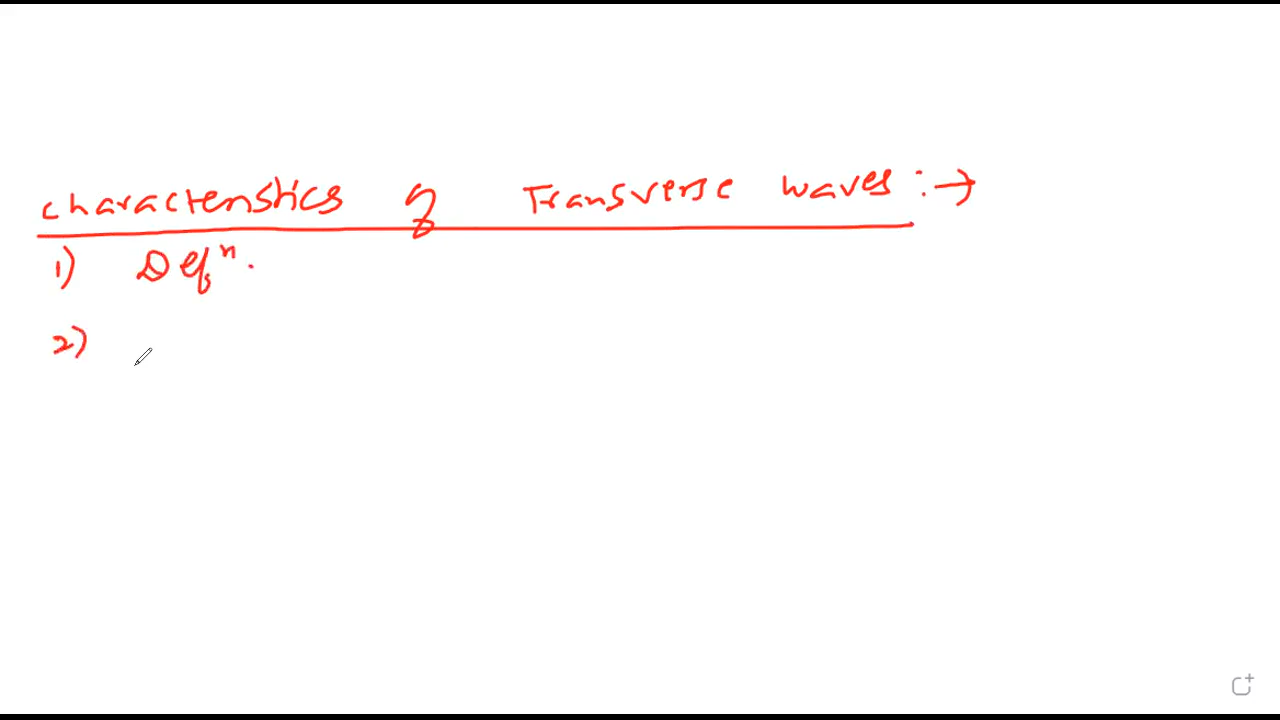 characteristics of Transverse waves :→
1) Defⁿ.
2)